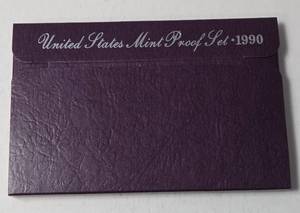 United States Mint Proof Set • 1990